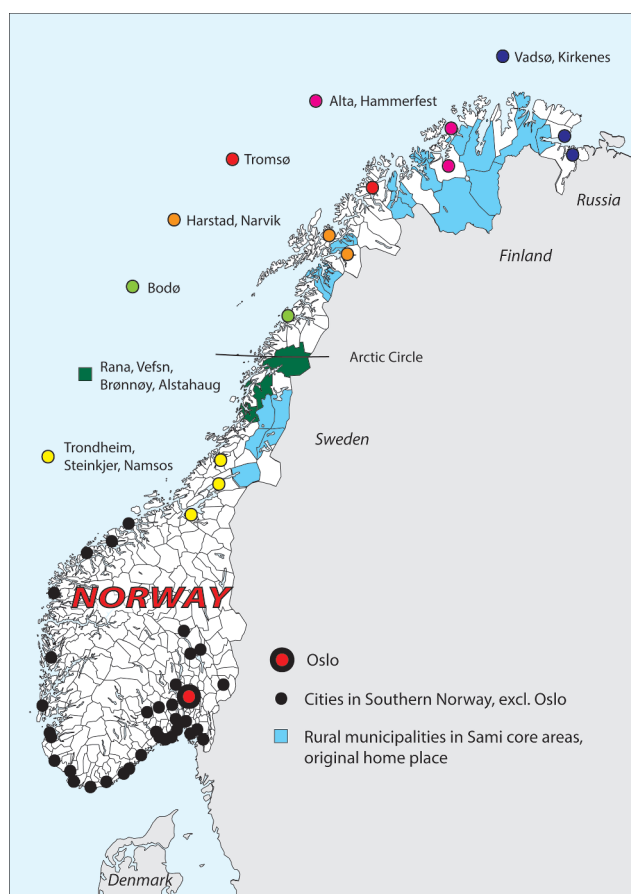 Vadsø, Kirkenes
Alta, Hammerfest
Tromsø
Russia
Harstad, Narvik
Finland
Bodø
Arctic Circle
Rana, Vefsn,
Brønnøy, Alstahaug
Sweden
Trondheim,
Steinkjer, Namsos
NORWAY
Oslo
Cities in Southern Norway, excl. Oslo
Rural municipalities in Sami core areas,
original home place
Denmark